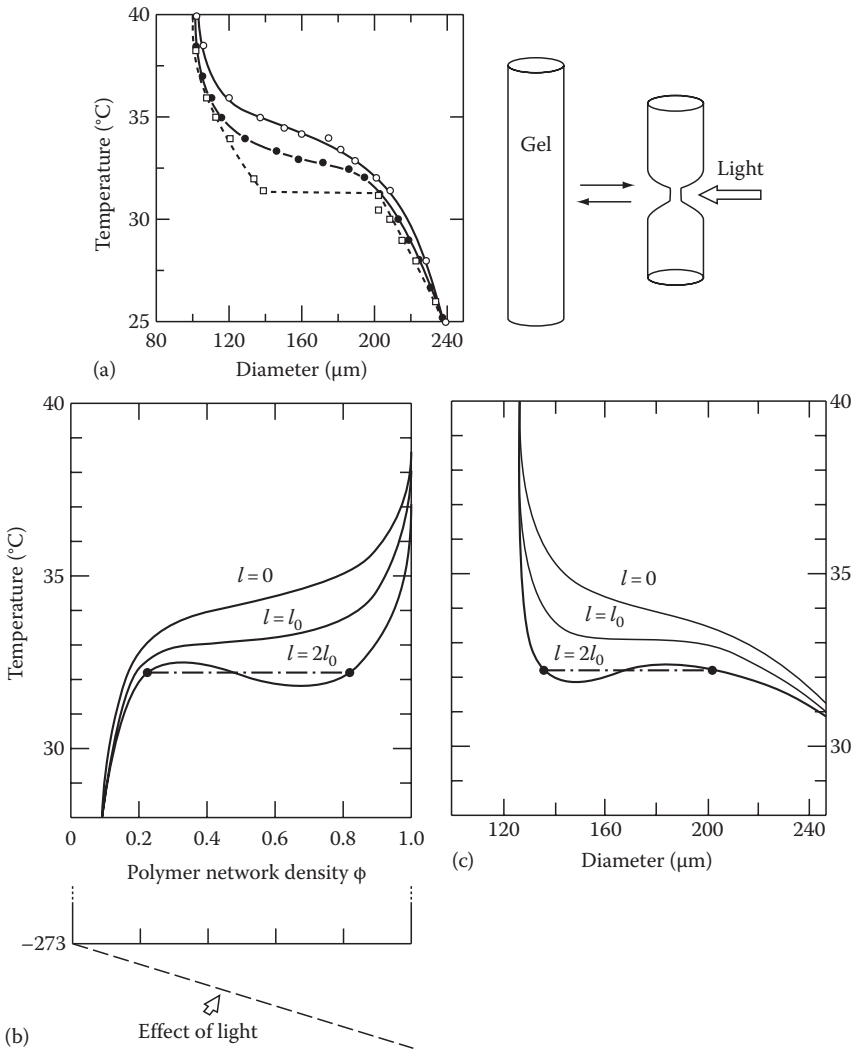 40
35
30
25
Temperature (°C)
80 120 160 200 240
(a)
Diameter (μm)
Gel
Light
40
35
30
Temperature (°C)
l = 0
l = l₀
l = 2l₀
0 0.2 0.4 0.6 0.8 1.0
Polymer network density ϕ
−273
Effect of light
(b)
40
35
30
l = 0
l = l₀
l = 2l₀
120 160 200 240
(c)
Diameter (μm)